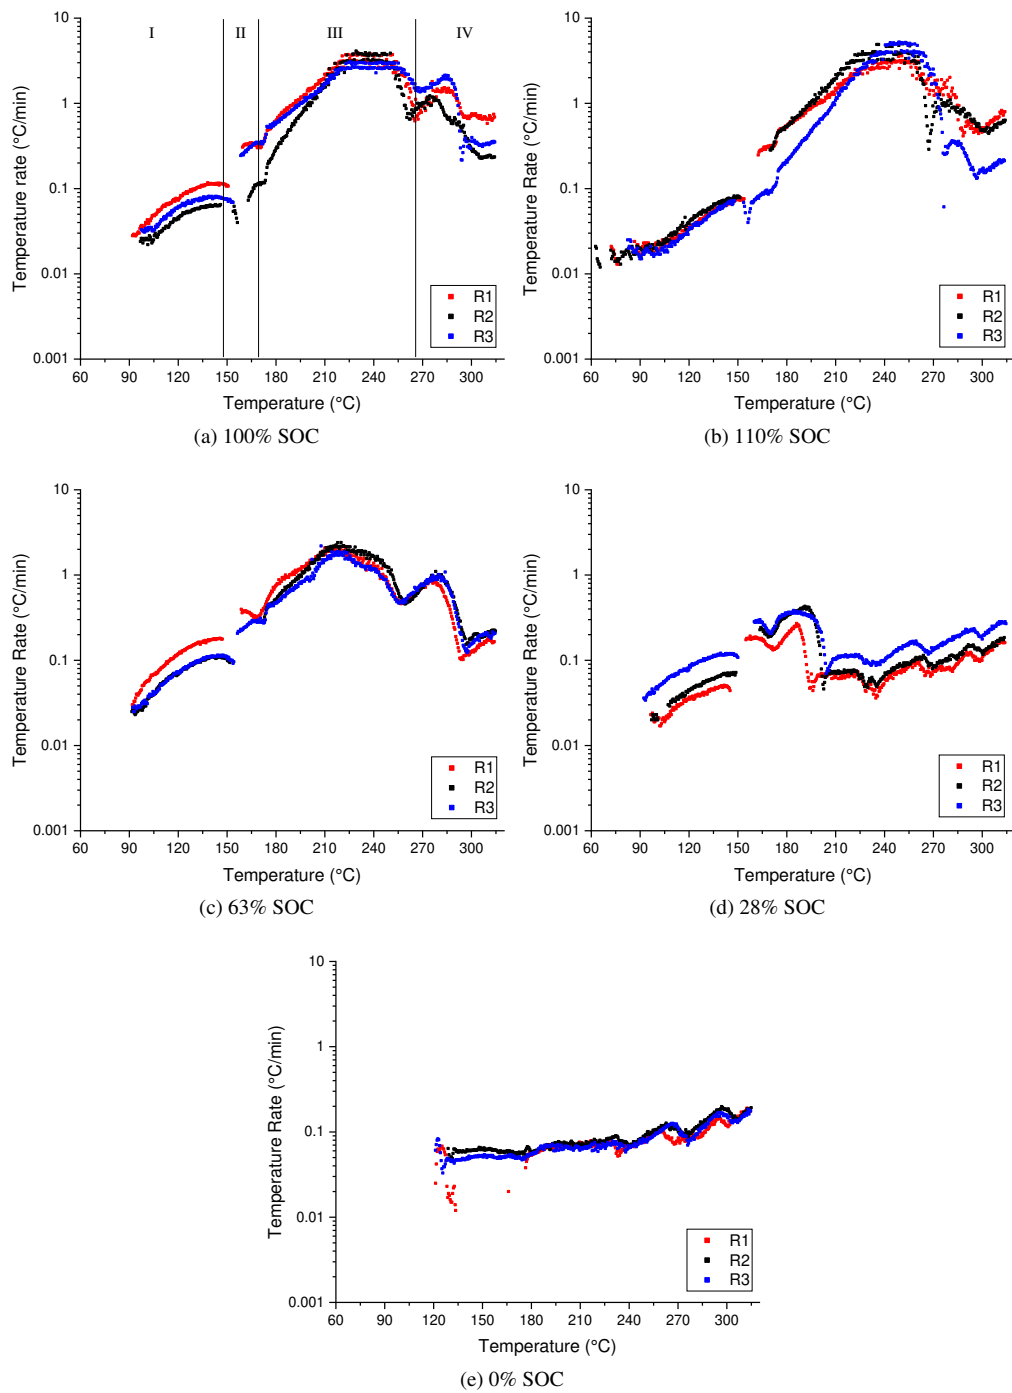 I II III IV
10
1
0.1
0.01
0.001
Temperature rate (°C/min)
R1
R2
R3
60 90 120 150 180 210 240 270 300
Temperature (°C)
(a) 100% SOC
10
1
0.1
0.01
0.001
Temperature Rate (°C/min)
R1
R2
R3
60 90 120 150 180 210 240 270 300
Temperature (°C)
(b) 110% SOC
10
1
0.1
0.01
0.001
Temperature Rate (°C/min)
R1
R2
R3
60 90 120 150 180 210 240 270 300
Temperature (°C)
(c) 63% SOC
10
1
0.1
0.01
0.001
Temperature Rate (°C/min)
R1
R2
R3
60 90 120 150 180 210 240 270 300
Temperature (°C)
(d) 28% SOC
10
1
0.1
0.01
0.001
Temperature Rate (°C/min)
R1
R2
R3
60 90 120 150 180 210 240 270 300
Temperature (°C)
(e) 0% SOC